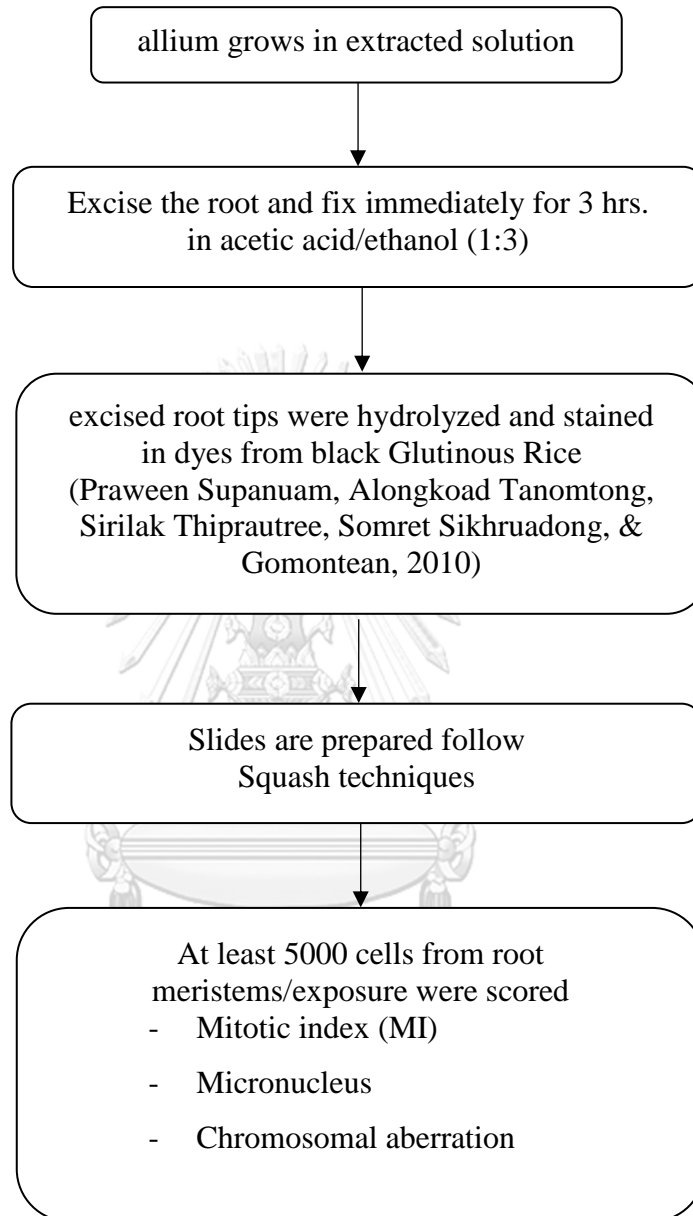 allium grows in extracted solution
Excise the root and fix immediately for 3 hrs.
in acetic acid/ethanol (1:3)
excised root tips were hydrolyzed and stained
in dyes from black Glutinous Rice
(Praween Supanuam, Alongkoad Tanomtong,
Sirilak Thiprautree, Somret Sikhruadong, &
Gomontean, 2010)
Slides are prepared follow
Squash techniques
At least 5000 cells from root
meristems/exposure were scored
- Mitotic index (MI)
- Micronucleus
- Chromosomal aberration